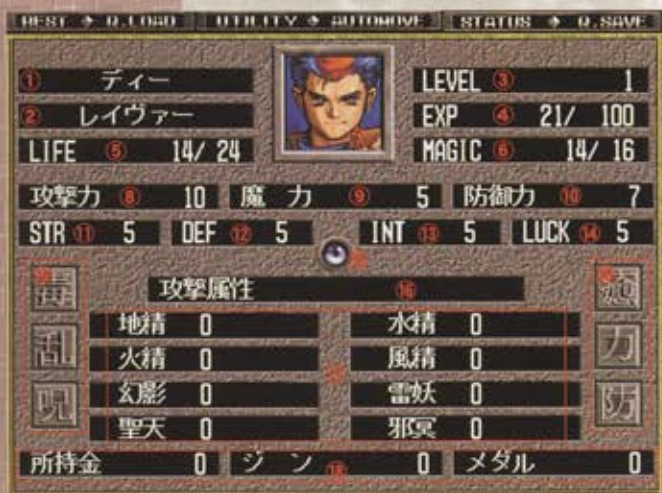 REST ✦ Q.LOAD UTILITY ✦ AUTOMOVE STATUS ✦ Q.SAVE
① ディー LEVEL ③ 1
② レイヴァー EXP ④ 21/ 100
LIFE ⑤ 14/ 24 MAGIC ⑥ 14/ 16
攻撃力 ⑧ 10 魔 力 ⑨ 5 防御力 ⑩ 7
STR ⑪ 5 DEF ⑫ 5 INT ⑬ 5 LUCK ⑭ 5
毒 攻撃属性 ⑯
地精 0 水精 0
乱 火精 0 風精 0 力
呪 幻影 0 雷妖 0 防
聖天 0 邪冥 0
所持金 0 ジン ⑱ 0 メダル 0